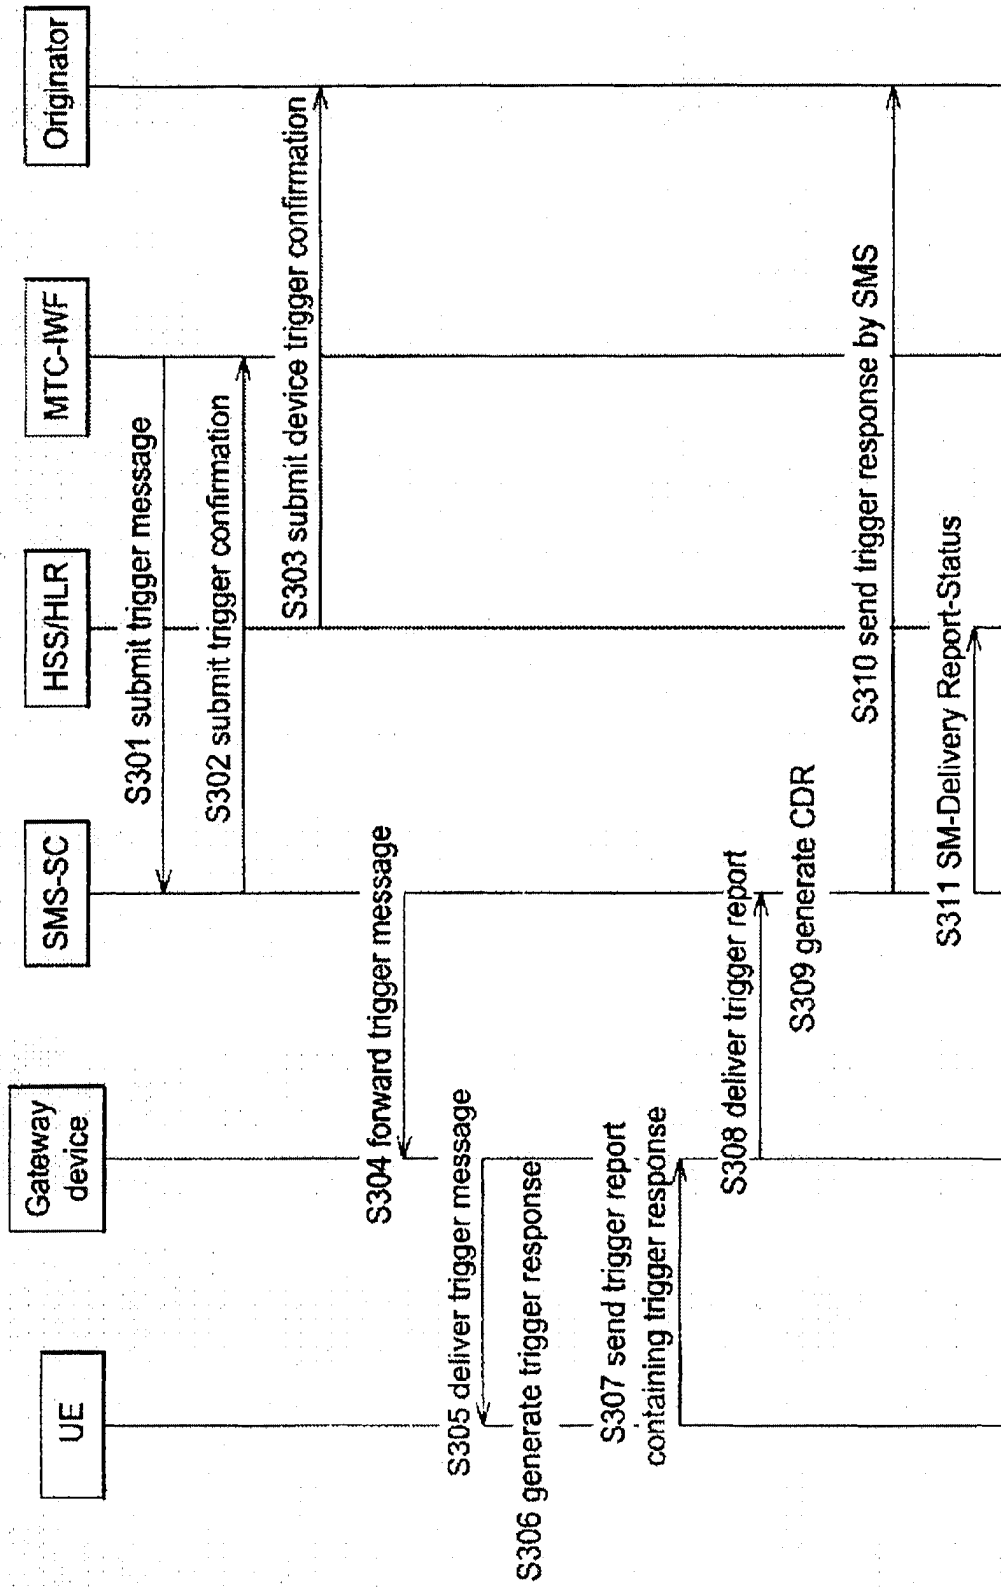 UE
Gateway
device
SMS-SC
HSS/HLR
MTC-IWF
Originator
S301 submit trigger message
S302 submit trigger confirmation
S303 submit device trigger confirmation
S304 forward trigger message
S305 deliver trigger message
S306 generate trigger response
S307 send trigger report
containing trigger response
S308 deliver trigger report
S309 generate CDR
S310 send trigger response by SMS
S311 SM-Delivery Report-Status